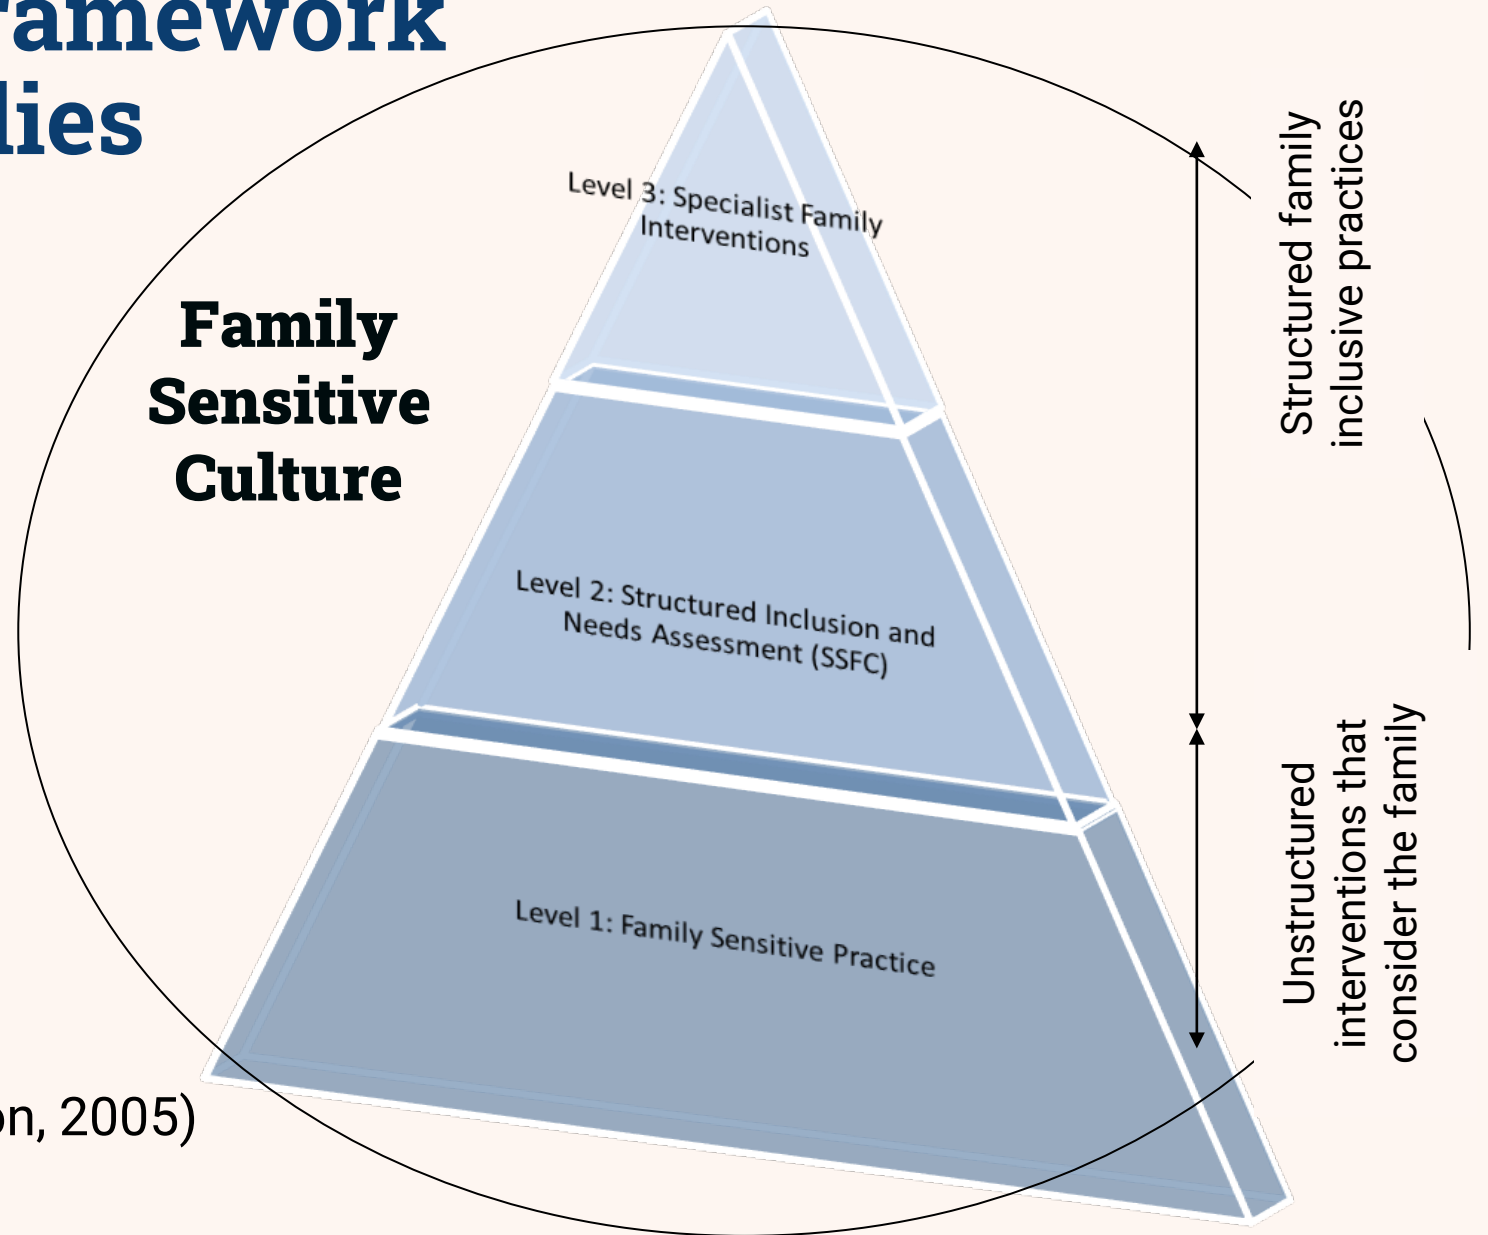 ramework
lies
Level 3: Specialist Family
Interventions
Structured family
inclusive practices
Family
Sensitive
Culture
Level 2: Structured Inclusion and
Needs Assessment (SSFC)
Unstructured
interventions that
consider the family
Level 1: Family Sensitive Practice
on, 2005)